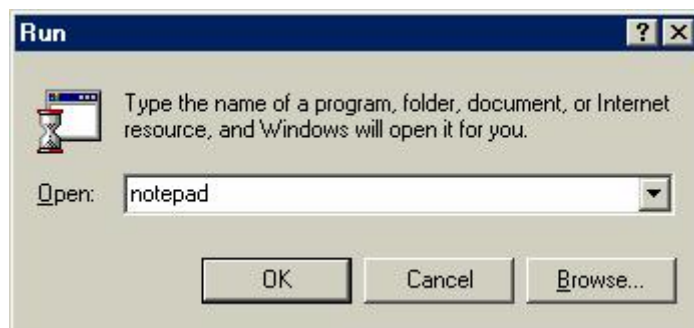 Run
Type the name of a program, folder, document, or Internet
resource, and Windows will open it for you.
Open: notepad
OK Cancel Browse...